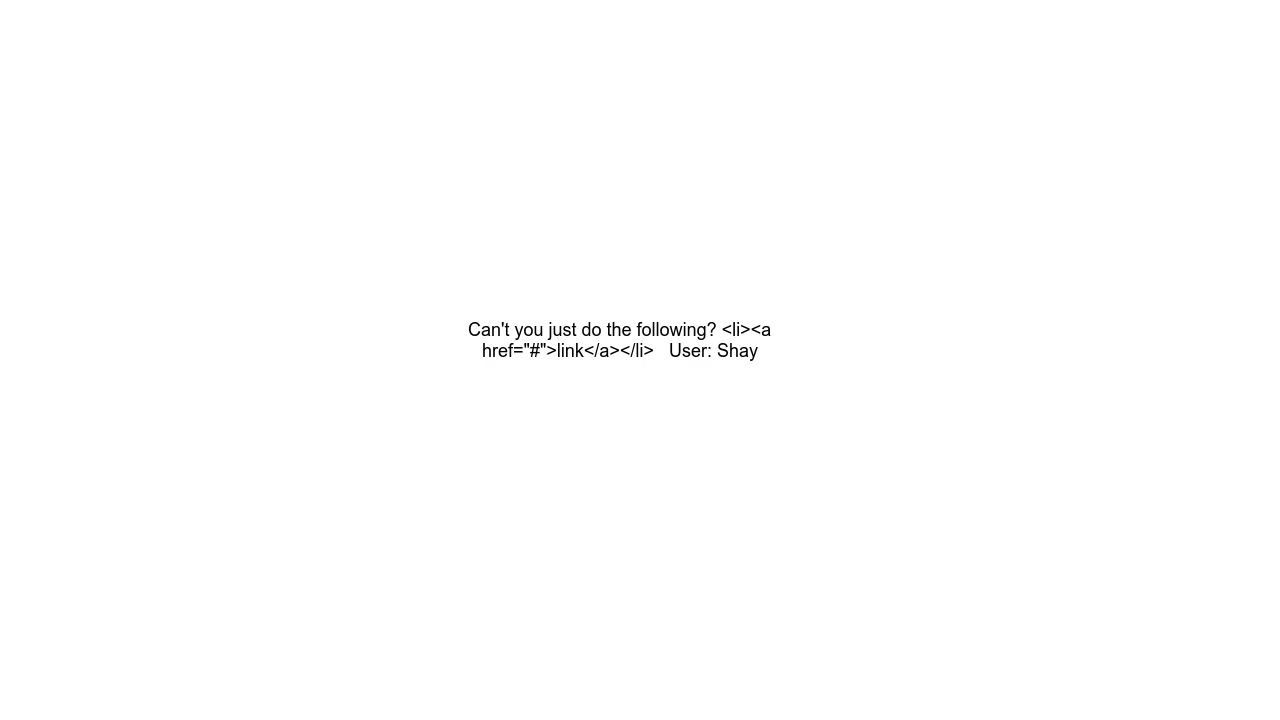 Can't you just do the following? <li><a
href="#">link</a></li>   User: Shay